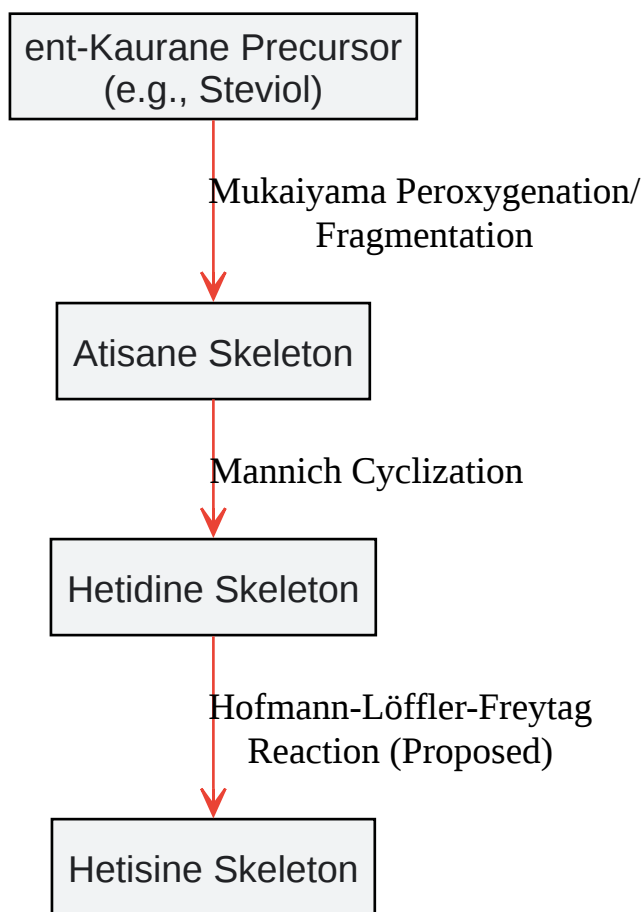 ent-Kaurane Precursor
(e.g., Steviol)
Mukaiyama Peroxygenation/
Fragmentation
Atisane Skeleton
Mannich Cyclization
Hetidine Skeleton
Hofmann-Löffler-Freytag
Reaction (Proposed)
Hetisine Skeleton